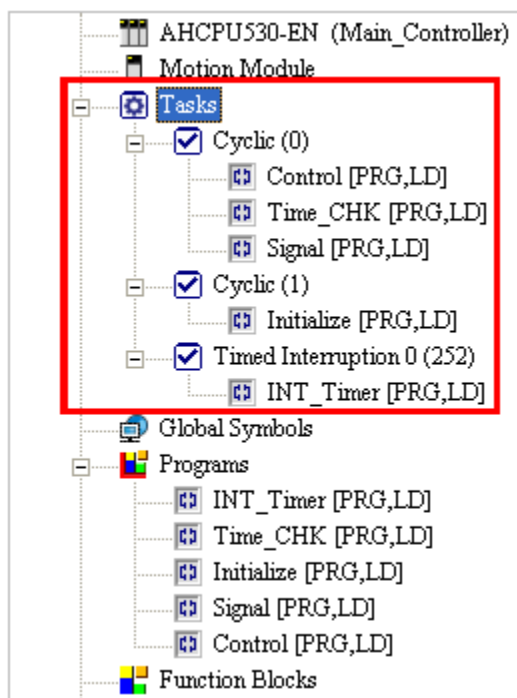 AHCPU530-EN (Main_Controller)
Motion Module
Tasks
Cyclic (0)
Control [PRG,LD]
Time_CHK [PRG,LD]
Signal [PRG,LD]
Cyclic (1)
Initialize [PRG,LD]
Timed Interruption 0 (252)
INT_Timer [PRG,LD]
Global Symbols
Programs
INT_Timer [PRG,LD]
Time_CHK [PRG,LD]
Initialize [PRG,LD]
Signal [PRG,LD]
Control [PRG,LD]
Function Blocks